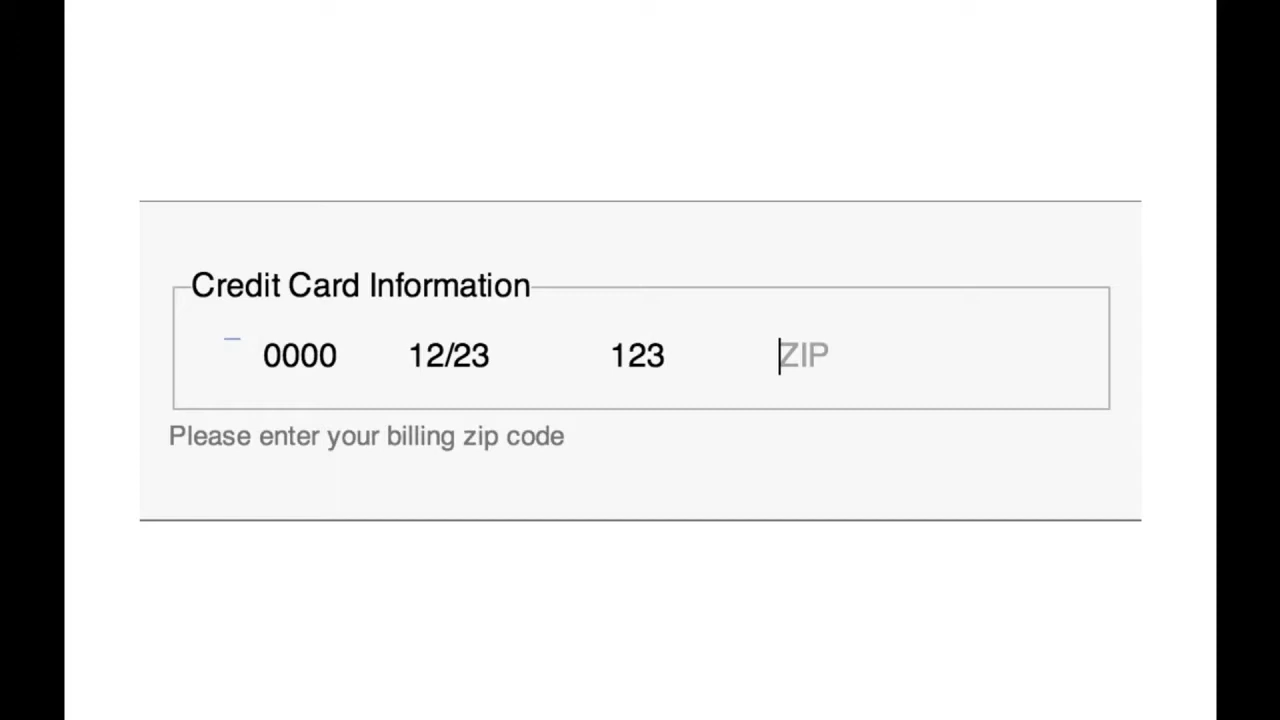 Credit Card Information
0000 12/23 123 ZIP
Please enter your billing zip code